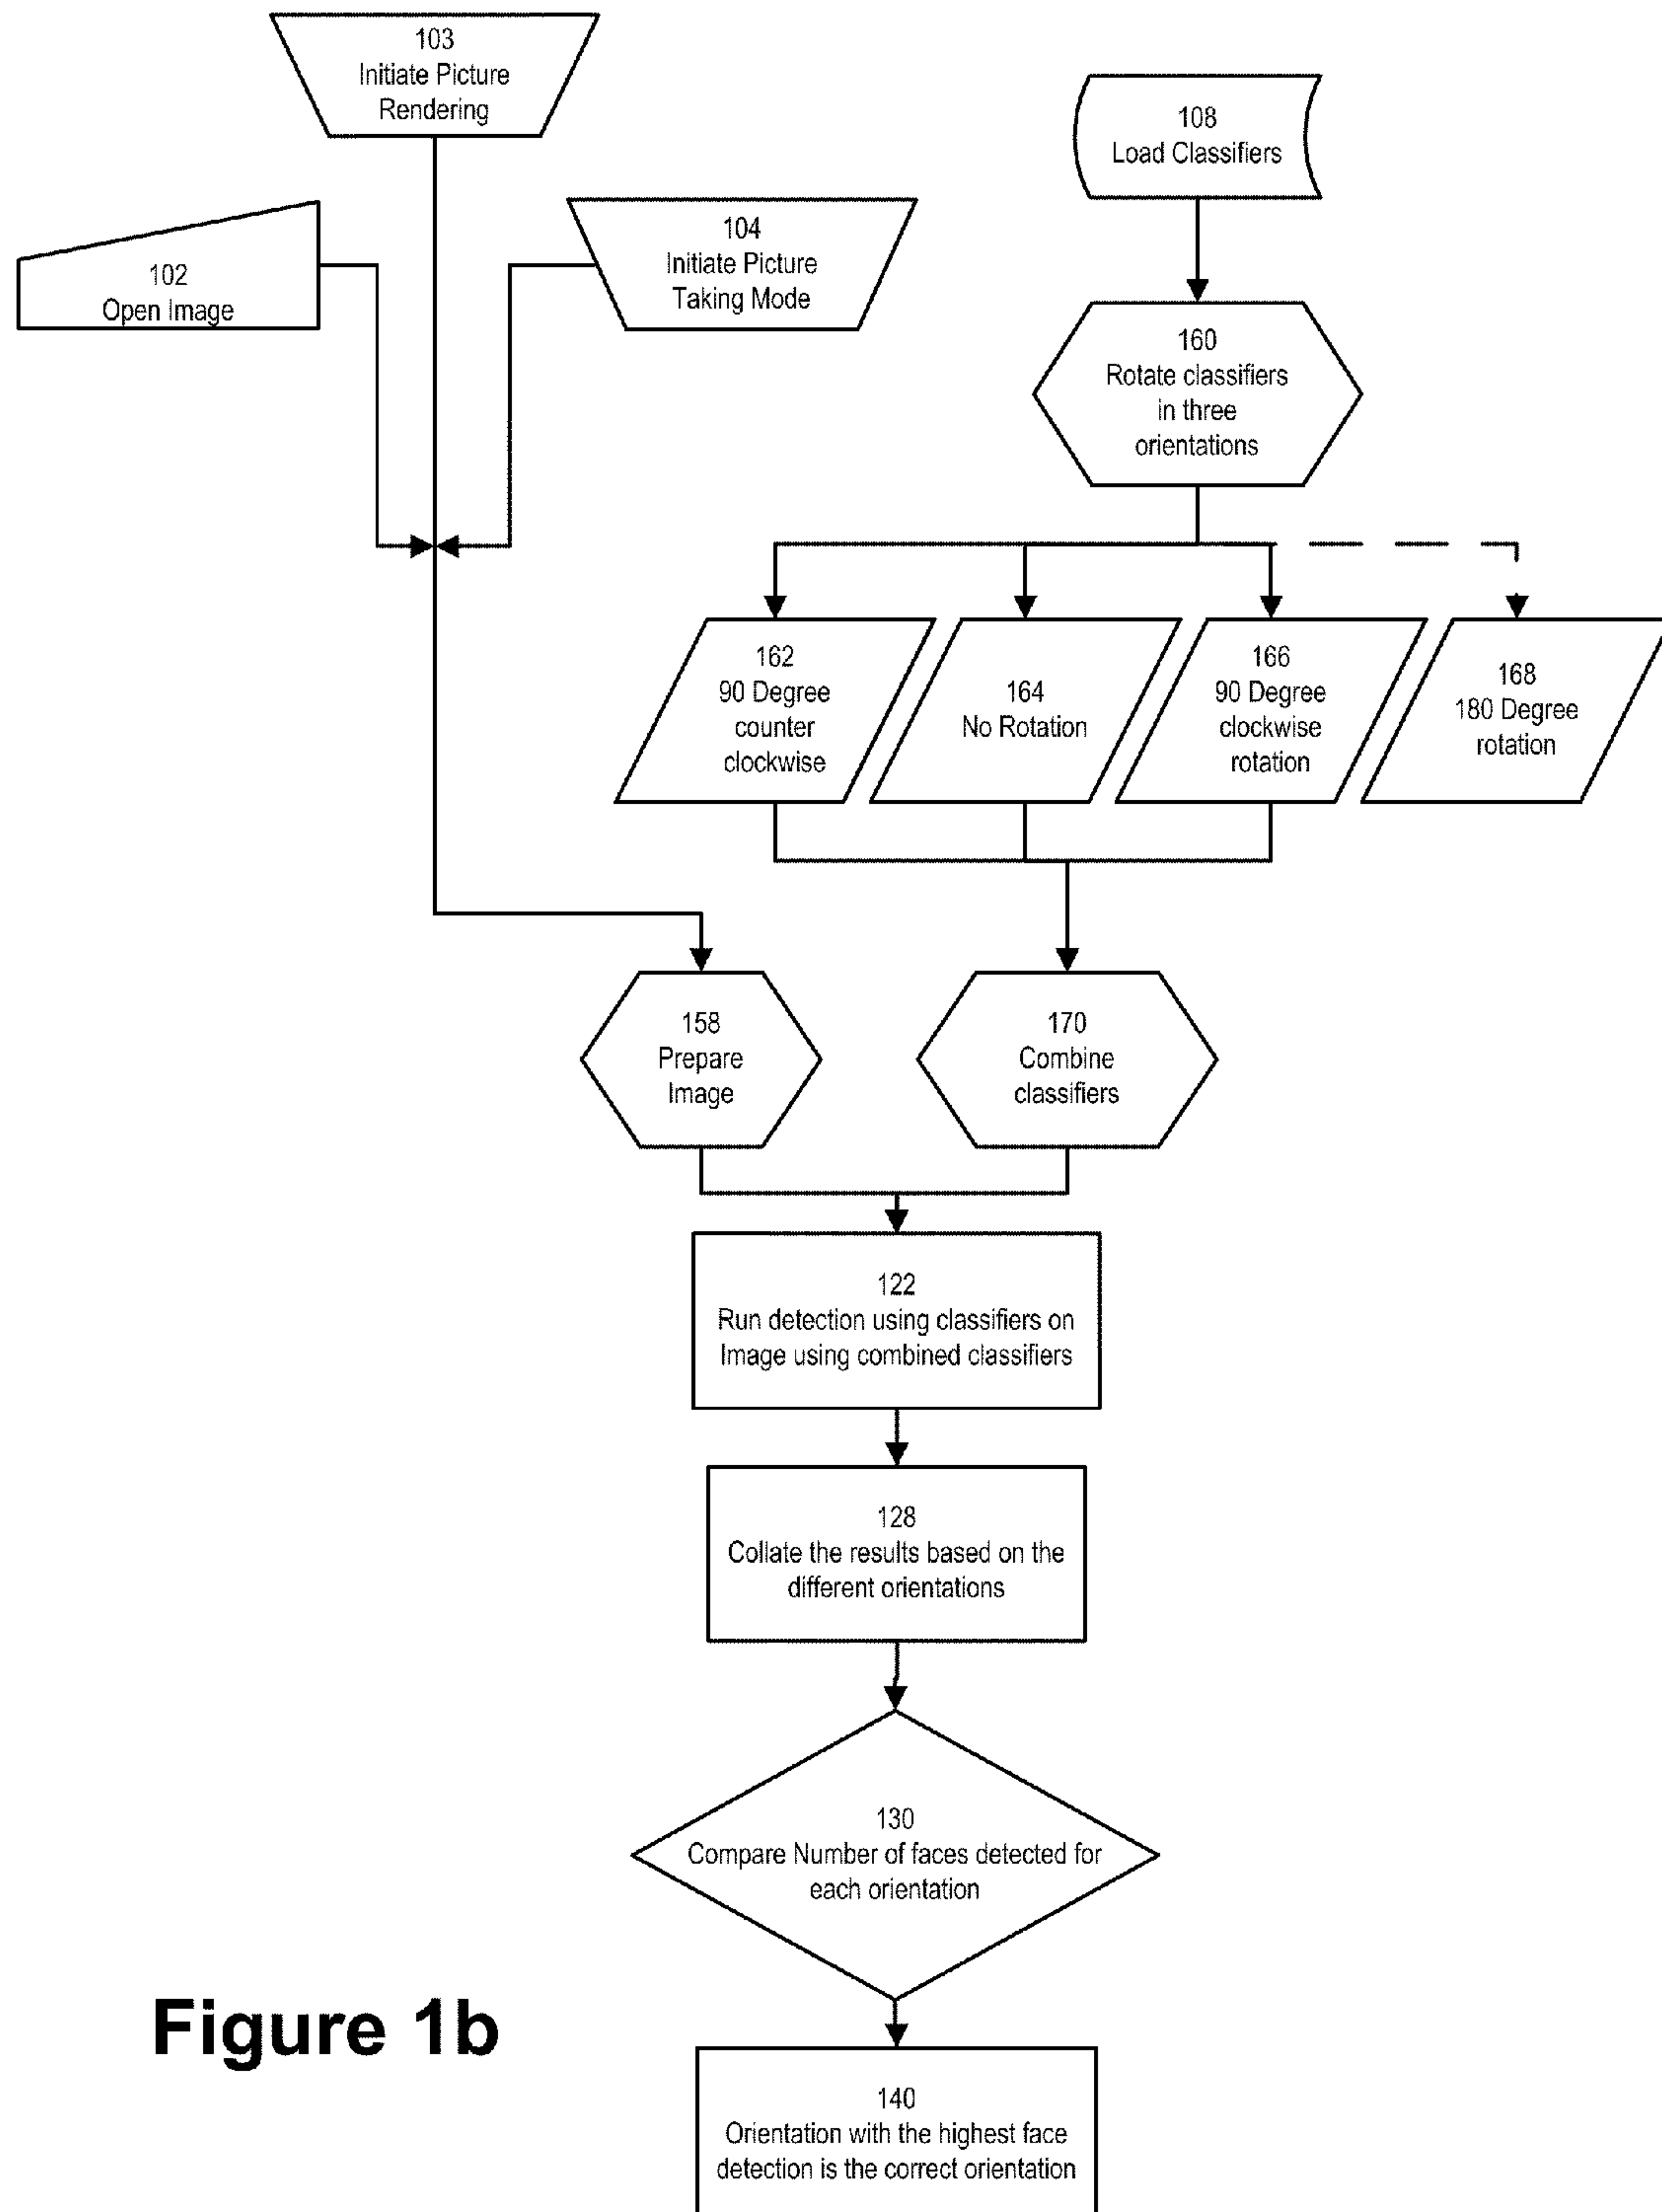 103
Initiate Picture
Rendering
108
Load Classifiers
102
Open Image
104
Initiate Picture
Taking Mode
160
Rotate classifiers
in three
orientations
162
90 Degree
counter
clockwise
164
No Rotation
166
90 Degree
clockwise
rotation
168
180 Degree
rotation
158
Prepare
Image
170
Combine
classifiers
122
Run detection using classifiers on
Image using combined classifiers
128
Collate the results based on the
different orientations
130
Compare Number of faces detected for
each orientation
Figure 1b
140
Orientation with the highest face
detection is the correct orientation